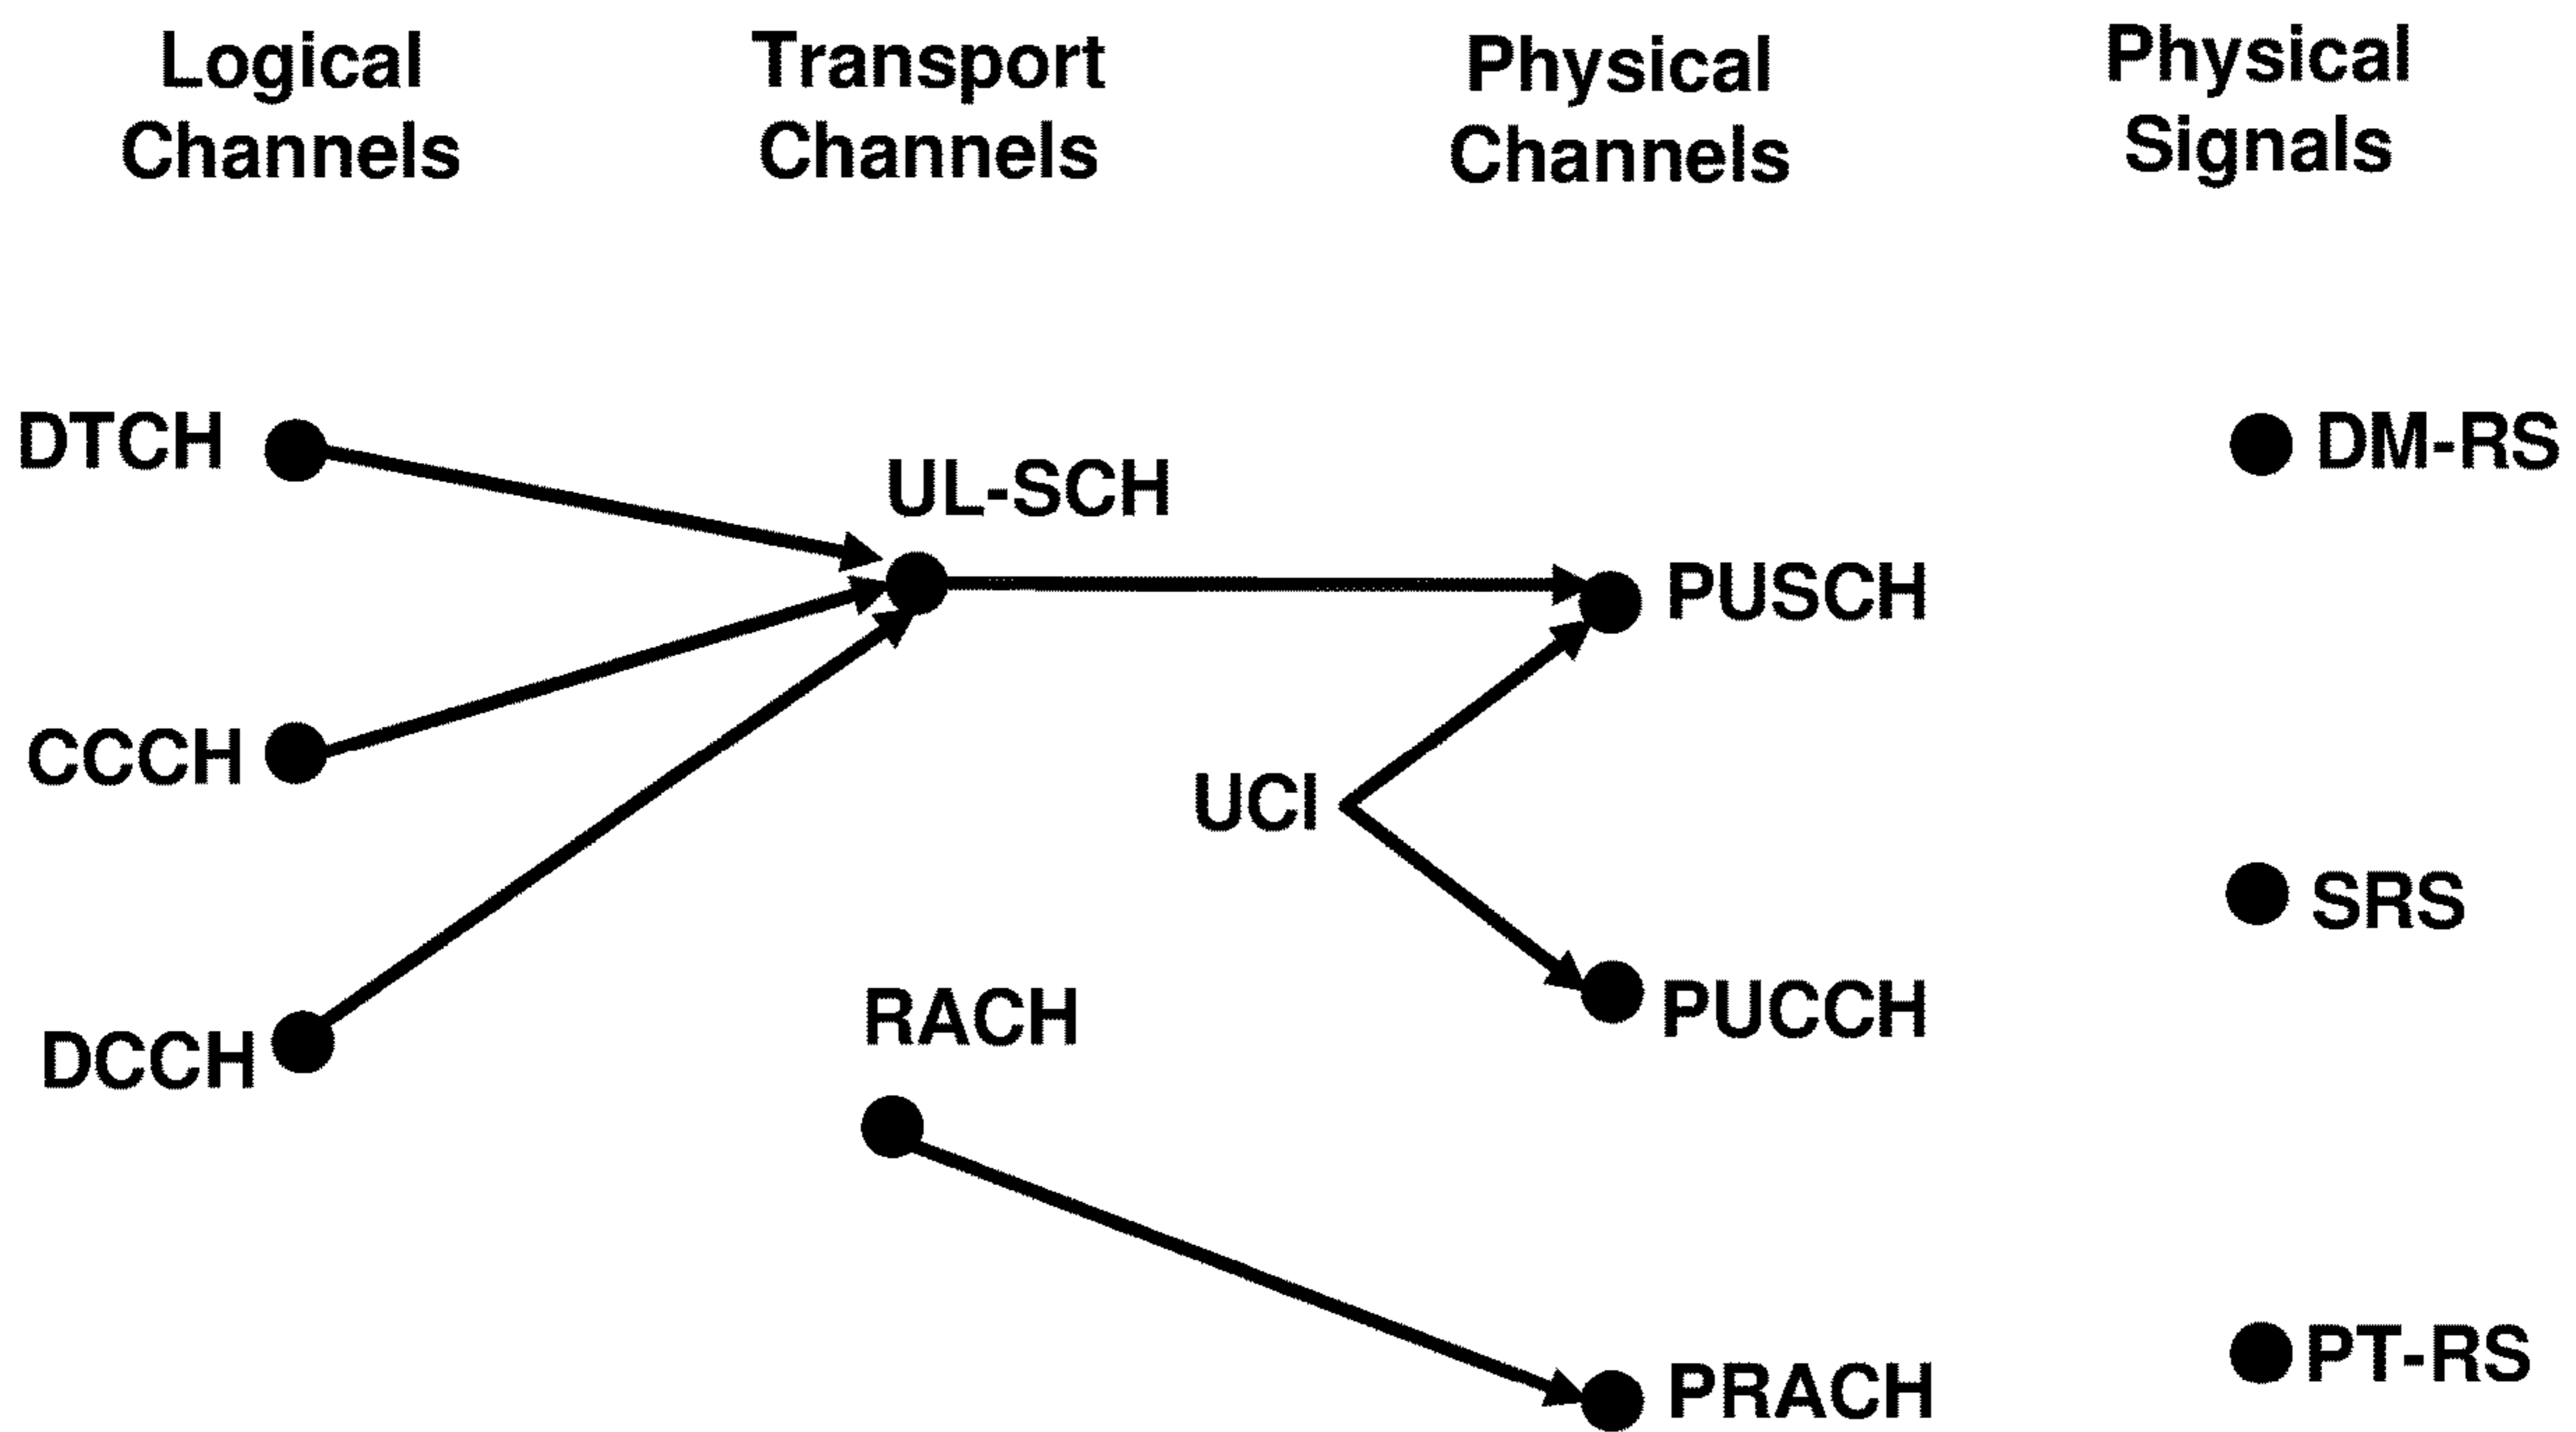 Logical
Channels
Transport
Channels
Physical
Channels
Physical
Signals
DTCH
UL-SCH
DM-RS
PUSCH
CCCH
UCI
SRS
DCCH
RACH
PUCCH
PRACH
PT-RS